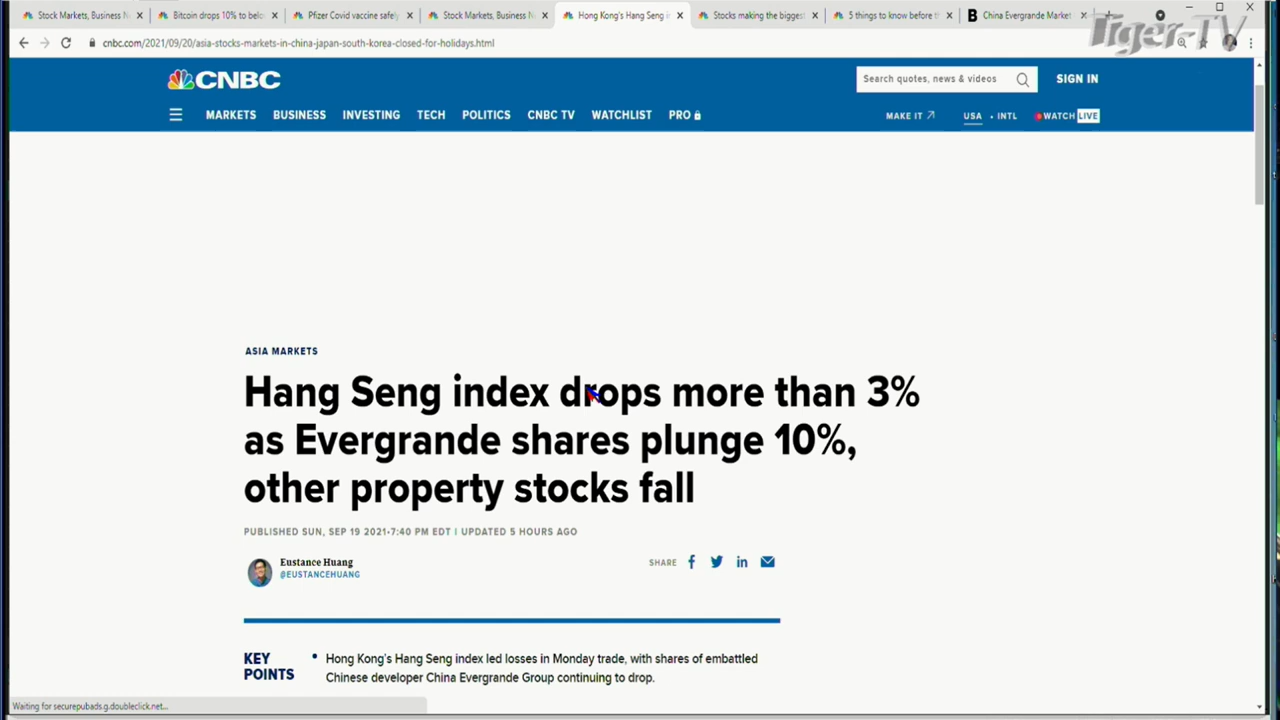 Stock Markets, Business N
Bitcoin drops 10% to belo
Pfizer Covid vaccine safely
Stock Markets, Business N
Hong Kong's Hang Seng in
Stocks making the biggest
5 things to know before t
China Evergrande Market
Tiger-TV
cnbc.com/2021/09/20/asia-stocks-markets-in-china-japan-south-korea-closed-for-holidays.html
CNBC
Search quotes, news & videos
SIGN IN
MARKETS BUSINESS INVESTING TECH POLITICS CNBC TV WATCHLIST PRO
MAKE IT USA • INTL WATCH LIVE
ASIA MARKETS
Hang Seng index drops more than 3%
as Evergrande shares plunge 10%,
other property stocks fall
PUBLISHED SUN, SEP 19 2021•7:40 PM EDT | UPDATED 5 HOURS AGO
Eustance Huang
@EUSTANCEHUANG
SHARE
KEY
POINTS
• Hong Kong's Hang Seng index led losses in Monday trade, with shares of embattled
Chinese developer China Evergrande Group continuing to drop.
Waiting for securepubads.g.doubleclick.net...